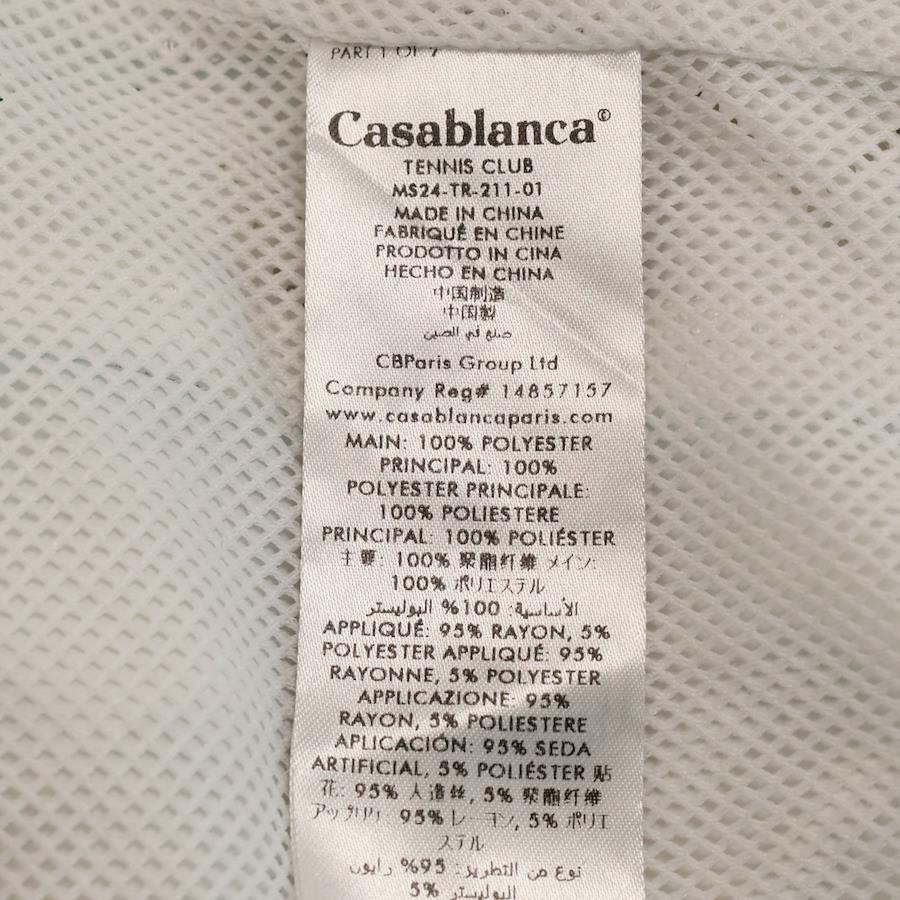 PART 1 OF 7
Casablanca©
TENNIS CLUB
MS24-TR-211-01
MADE IN CHINA
FABRIQUÉ EN CHINE
PRODOTTO IN CINA
HECHO EN CHINA
中国制造
中国製
صنع في الصين
CBParis Group Ltd
Company Reg# 14857157
www.casablancaparis.com
MAIN: 100% POLYESTER
PRINCIPAL: 100%
POLYESTER PRINCIPALE:
100% POLIESTERE
PRINCIPAL: 100% POLIÉSTER
主要: 100% 聚酯纤维 メイン:
100% ポリエステル
الأساسية: 100% البوليستر
APPLIQUÉ: 95% RAYON, 5%
POLYESTER APPLIQUÉ: 95%
RAYONNE, 5% POLYESTER
APPLICAZIONE: 95%
RAYON, 5% POLIESTERE
APLICACIÓN: 95% SEDA
ARTIFICIAL, 5% POLIÉSTER 贴
花: 95% 人造丝, 5% 聚酯纤维
アップリケ: 95% レーヨン, 5% ポリエ
ステル
نوع من التطريز: 95% رايون
البوليستر 5%